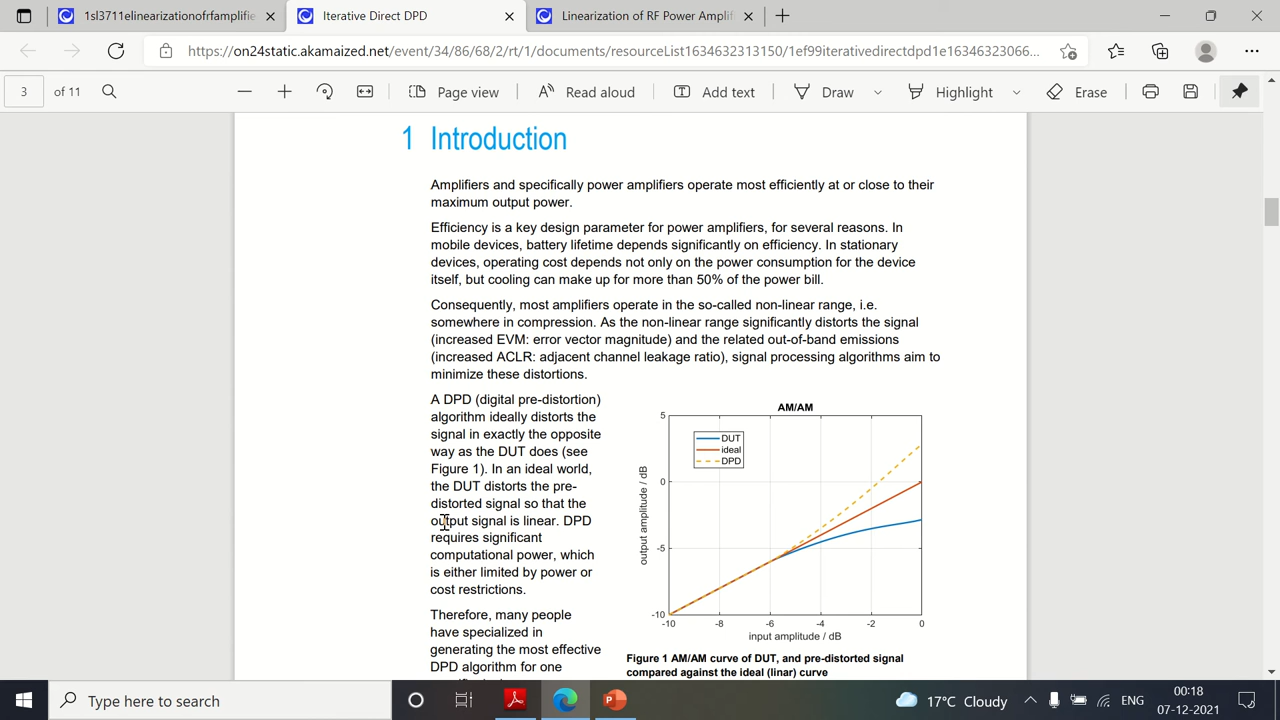 1sl3711elinearizationofrfamplifie
Iterative Direct DPD
Linearization of RF Power Amplif
https://on24static.akamaized.net/event/34/86/68/2/rt/1/documents/resourceList1634632313150/1ef99iterativedirectdpd1e16346323066...
3 of 11
Page view
Read aloud
Add text
Draw
Highlight
Erase
1 Introduction
Amplifiers and specifically power amplifiers operate most efficiently at or close to their
maximum output power.
Efficiency is a key design parameter for power amplifiers, for several reasons. In
mobile devices, battery lifetime depends significantly on efficiency. In stationary
devices, operating cost depends not only on the power consumption for the device
itself, but cooling can make up for more than 50% of the power bill.
Consequently, most amplifiers operate in the so-called non-linear range, i.e.
somewhere in compression. As the non-linear range significantly distorts the signal
(increased EVM: error vector magnitude) and the related out-of-band emissions
(increased ACLR: adjacent channel leakage ratio), signal processing algorithms aim to
minimize these distortions.
A DPD (digital pre-distortion)
algorithm ideally distorts the
signal in exactly the opposite
way as the DUT does (see
Figure 1). In an ideal world,
the DUT distorts the pre-
distorted signal so that the
output signal is linear. DPD
requires significant
computational power, which
is either limited by power or
cost restrictions.
Therefore, many people
have specialized in
generating the most effective
DPD algorithm for one
AM/AM
DUT
ideal
DPD
output amplitude / dB
5
0
-5
-10
-10 -8 -6 -4 -2 0
input amplitude / dB
Figure 1 AM/AM curve of DUT, and pre-distorted signal
compared against the ideal (linar) curve
Type here to search
17°C Cloudy
ENG
00:18
07-12-2021